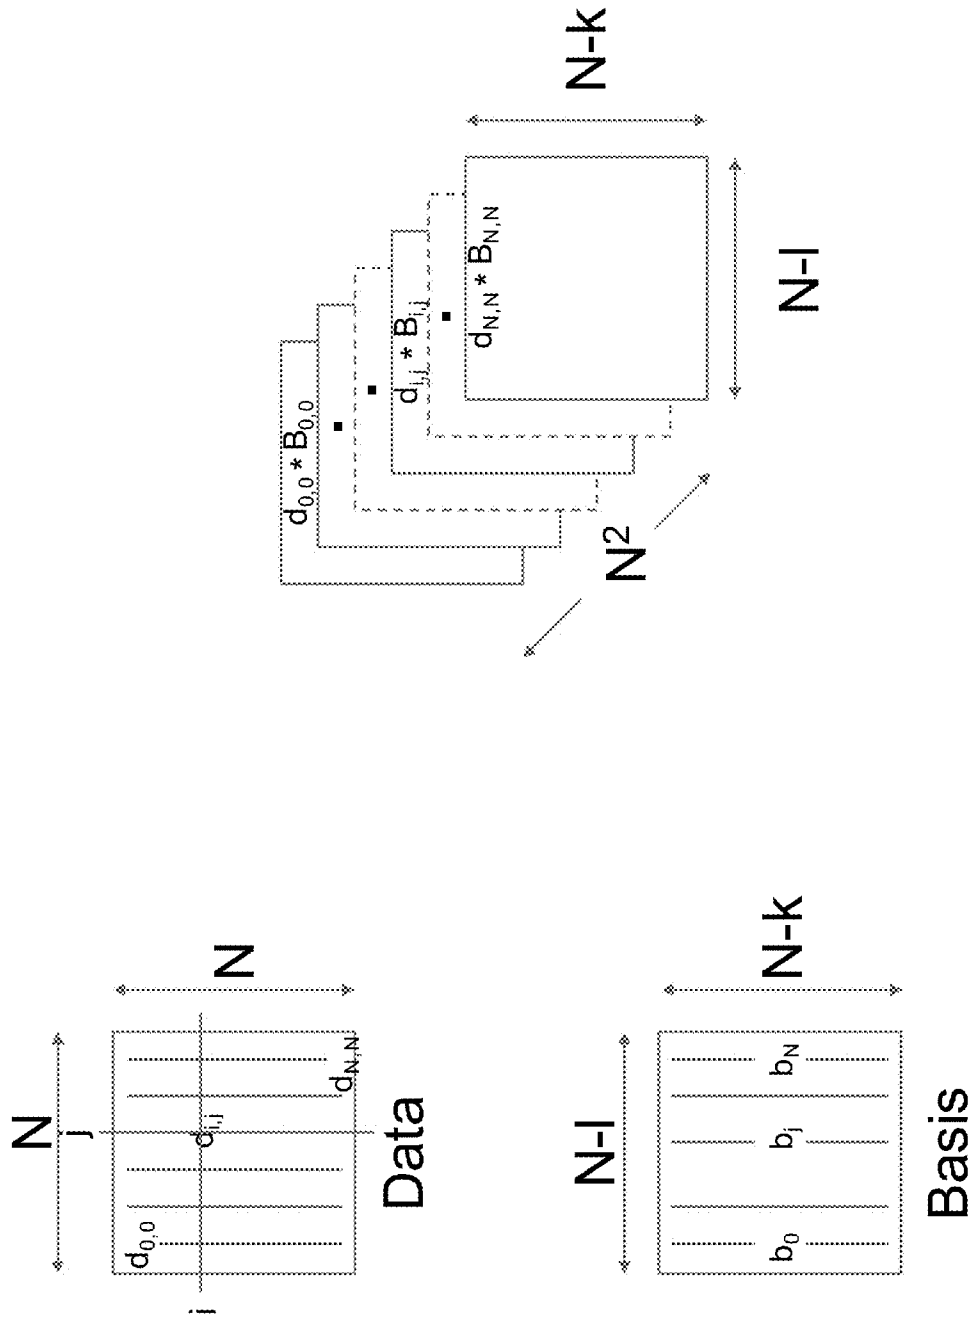 N
j
d0,0
i
di,j
dN,N
N
Data
N-l
b0 bj bN
N-k
Basis
d0,0 * B0,0
di,j * Bi,j
dN,N * BN,N
N-k
N²
N-l